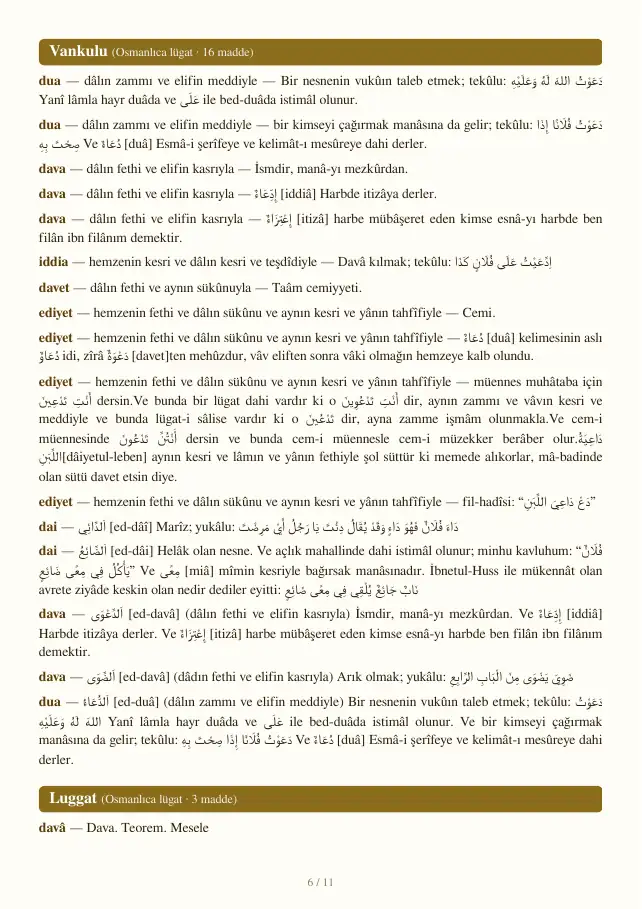 Vankulu (Osmanlıca lügat · 16 madde)
dua — dâlın zammı ve elifin meddiyle — Bir nesnenin vukûın taleb etmek; tekûlu: دَعَوْتُ اللهَ لَهُ وَعَلَيْهِ
Yanî lâmla hayr duâda ve عَلَى ile bed-duâda istimâl olunur.
dua — dâlın zammı ve elifin meddiyle — bir kimseyi çağırmak manâsına da gelir; tekûlu: دَعَوْتُ فُلَانًا إِذَا
صِحْتَ بِهِ Ve دُعَاءْ [duâ] Esmâ-i şerîfeye ve kelimât-ı mesûreye dahi derler.
dava — dâlın fethi ve elifin kasrıyla — İsmdir, manâ-yı mezkûrdan.
dava — dâlın fethi ve elifin kasrıyla — إِدِّعَاءْ [iddiâ] Harbde itizâya derler.
dava — dâlın fethi ve elifin kasrıyla — إِعْتِزَاءْ [itizâ] harbe mübâşeret eden kimse esnâ-yı harbde ben
filân ibn filânım demektir.
iddia — hemzenin kesri ve dâlın kesri ve teşdîdiyle — Davâ kılmak; tekûlu: اِدَّعَيْتُ عَلَى فُلَانٍ كَذَا
davet — dâlın fethi ve aynın sükûnuyla — Taâm cemiyyeti.
ediyet — hemzenin fethi ve dâlın sükûnu ve aynın kesri ve yânın tahfîfiyle — Cemi.
ediyet — hemzenin fethi ve dâlın sükûnu ve aynın kesri ve yânın tahfîfiyle — دُعَاءْ [duâ] kelimesinin aslı
دُعَاوْ idi, zîrâ دَعْوَةْ [davet]ten mehûzdur, vâv eliften sonra vâki olmağın hemzeye kalb olundu.
ediyet — hemzenin fethi ve dâlın sükûnu ve aynın kesri ve yânın tahfîfiyle — müennes muhâtaba için
أَنْتِ تَدْعِينَ dersin.Ve bunda bir lügat dahi vardır ki o أَنْتِ تَدْعُوِينَ dir, aynın zammı ve vâvın kesri ve
meddiyle ve bunda lügat-i sâlise vardır ki o تَدْعُينَ dir, ayna zamme işmâm olunmakla.Ve cem-i
müennesinde أَنْتُنَّ تَدْعُونَ dersin ve bunda cem-i müennesle cem-i müzekker berâber olur.دَاعِيَةُ
اللَّبَنِ[dâiyetul-leben] aynın kesri ve lâmın ve yânın fethiyle şol süttür ki memede alıkorlar, mâ-badinde
olan sütü davet etsin diye.
ediyet — hemzenin fethi ve dâlın sükûnu ve aynın kesri ve yânın tahfîfiyle — fil-hadîsi: “دَعْ دَاعِيَ اللَّبَنِ”
dai — اَلدَّائِي [ed-dâî] Marîz; yukâlu: دَاءَ فُلَانٌ فَهُوَ دَاءٍ وَقَدْ يُقَالُ دِئْتَ يَا رَجُلُ أَيْ مَرِضْتَ
dai — اَلضَّائِعُ [ed-dâi] Helâk olan nesne. Ve açlık mahallinde dahi istimâl olunur; minhu kavluhum: “فُلَانٌ
يَأْكُلُ فِي مِعًى ضَائِعٍ” Ve مِعًى [miâ] mîmin kesriyle bağırsak manâsınadır. İbnetul-Huss ile mükennât olan
avrete ziyâde keskin olan nedir dediler eyitti: نَابٌ جَائِعٌ يُلْقِي فِي مِعًى ضَائِعٍ
dava — اَلدَّعْوَى [ed-davâ] (dâlın fethi ve elifin kasrıyla) İsmdir, manâ-yı mezkûrdan. Ve إِدِّعَاءْ [iddiâ]
Harbde itizâya derler. Ve إِعْتِزَاءْ [itizâ] harbe mübâşeret eden kimse esnâ-yı harbde ben filân ibn filânım
demektir.
dava — اَلضَّوَى [ed-davâ] (dâdın fethi ve elifin kasrıyla) Arık olmak; yukâlu: ضَوِيَ يَضْوَى مِنَ الْبَابِ الرَّابِعِ
dua — اَلدُّعَاءُ [ed-duâ] (dâlın zammı ve elifin meddiyle) Bir nesnenin vukûın taleb etmek; tekûlu: دَعَوْتُ
اللهَ لَهُ وَعَلَيْهِ Yanî lâmla hayr duâda ve عَلَى ile bed-duâda istimâl olunur. Ve bir kimseyi çağırmak
manâsına da gelir; tekûlu: دَعَوْتُ فُلَانًا إِذَا صِحْتَ بِهِ Ve دُعَاءْ [duâ] Esmâ-i şerîfeye ve kelimât-ı mesûreye dahi
derler.
Luggat (Osmanlıca lügat · 3 madde)
davâ — Dava. Teorem. Mesele
6 / 11